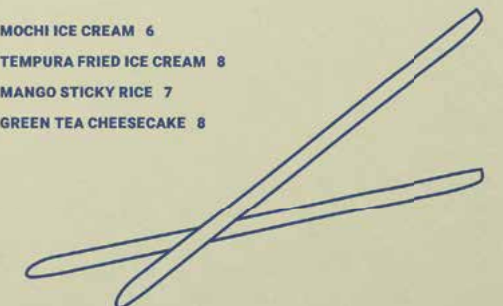 MOCHI ICE CREAM 6
TEMPURA FRIED ICE CREAM 8
MANGO STICKY RICE 7
GREEN TEA CHEESECAKE 8